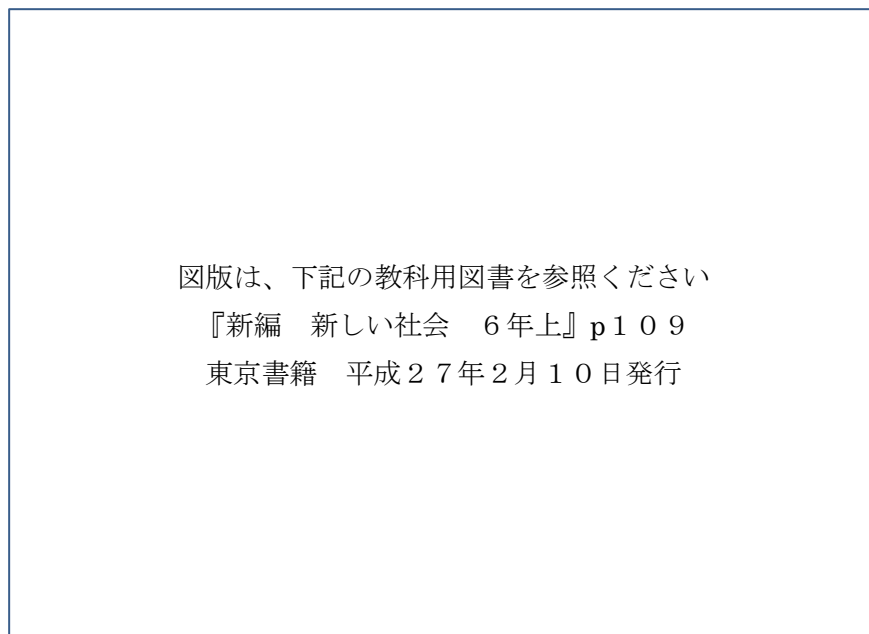 図版は、下記の教科用図書を参照ください
『新編　新しい社会　６年上』p１０９
東京書籍　平成２７年２月１０日発行